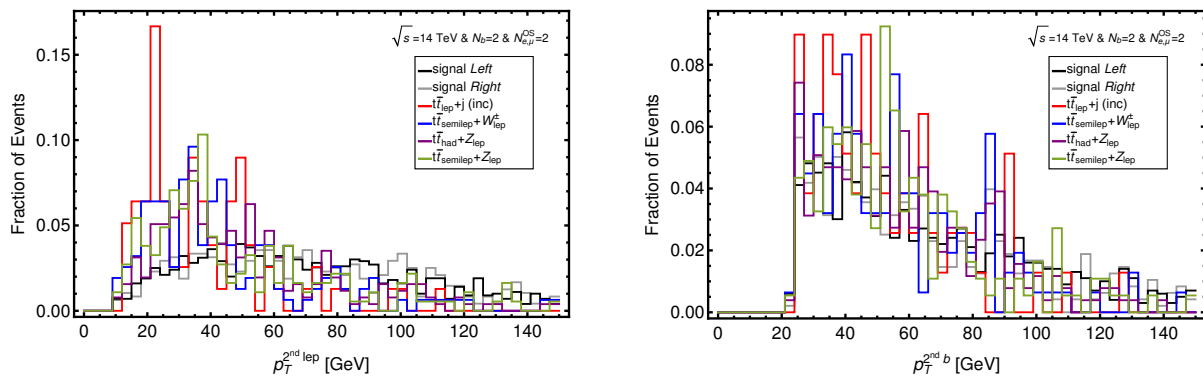 √s=14 TeV & N_b=2 & N_{e,μ}^{OS}=2
signal Left
signal Right
tt̄_lep+j (inc)
tt̄_semilep+W^±_lep
tt̄_had+Z_lep
tt̄_semilep+Z_lep
Fraction of Events
0.15
0.10
0.05
0.00
0 20 40 60 80 100 120 140
p_T^{2nd lep} [GeV]
√s=14 TeV & N_b=2 & N_{e,μ}^{OS}=2
signal Left
signal Right
tt̄_lep+j (inc)
tt̄_semilep+W^±_lep
tt̄_had+Z_lep
tt̄_semilep+Z_lep
Fraction of Events
0.08
0.06
0.04
0.02
0.00
0 20 40 60 80 100 120 140
p_T^{2nd b} [GeV]